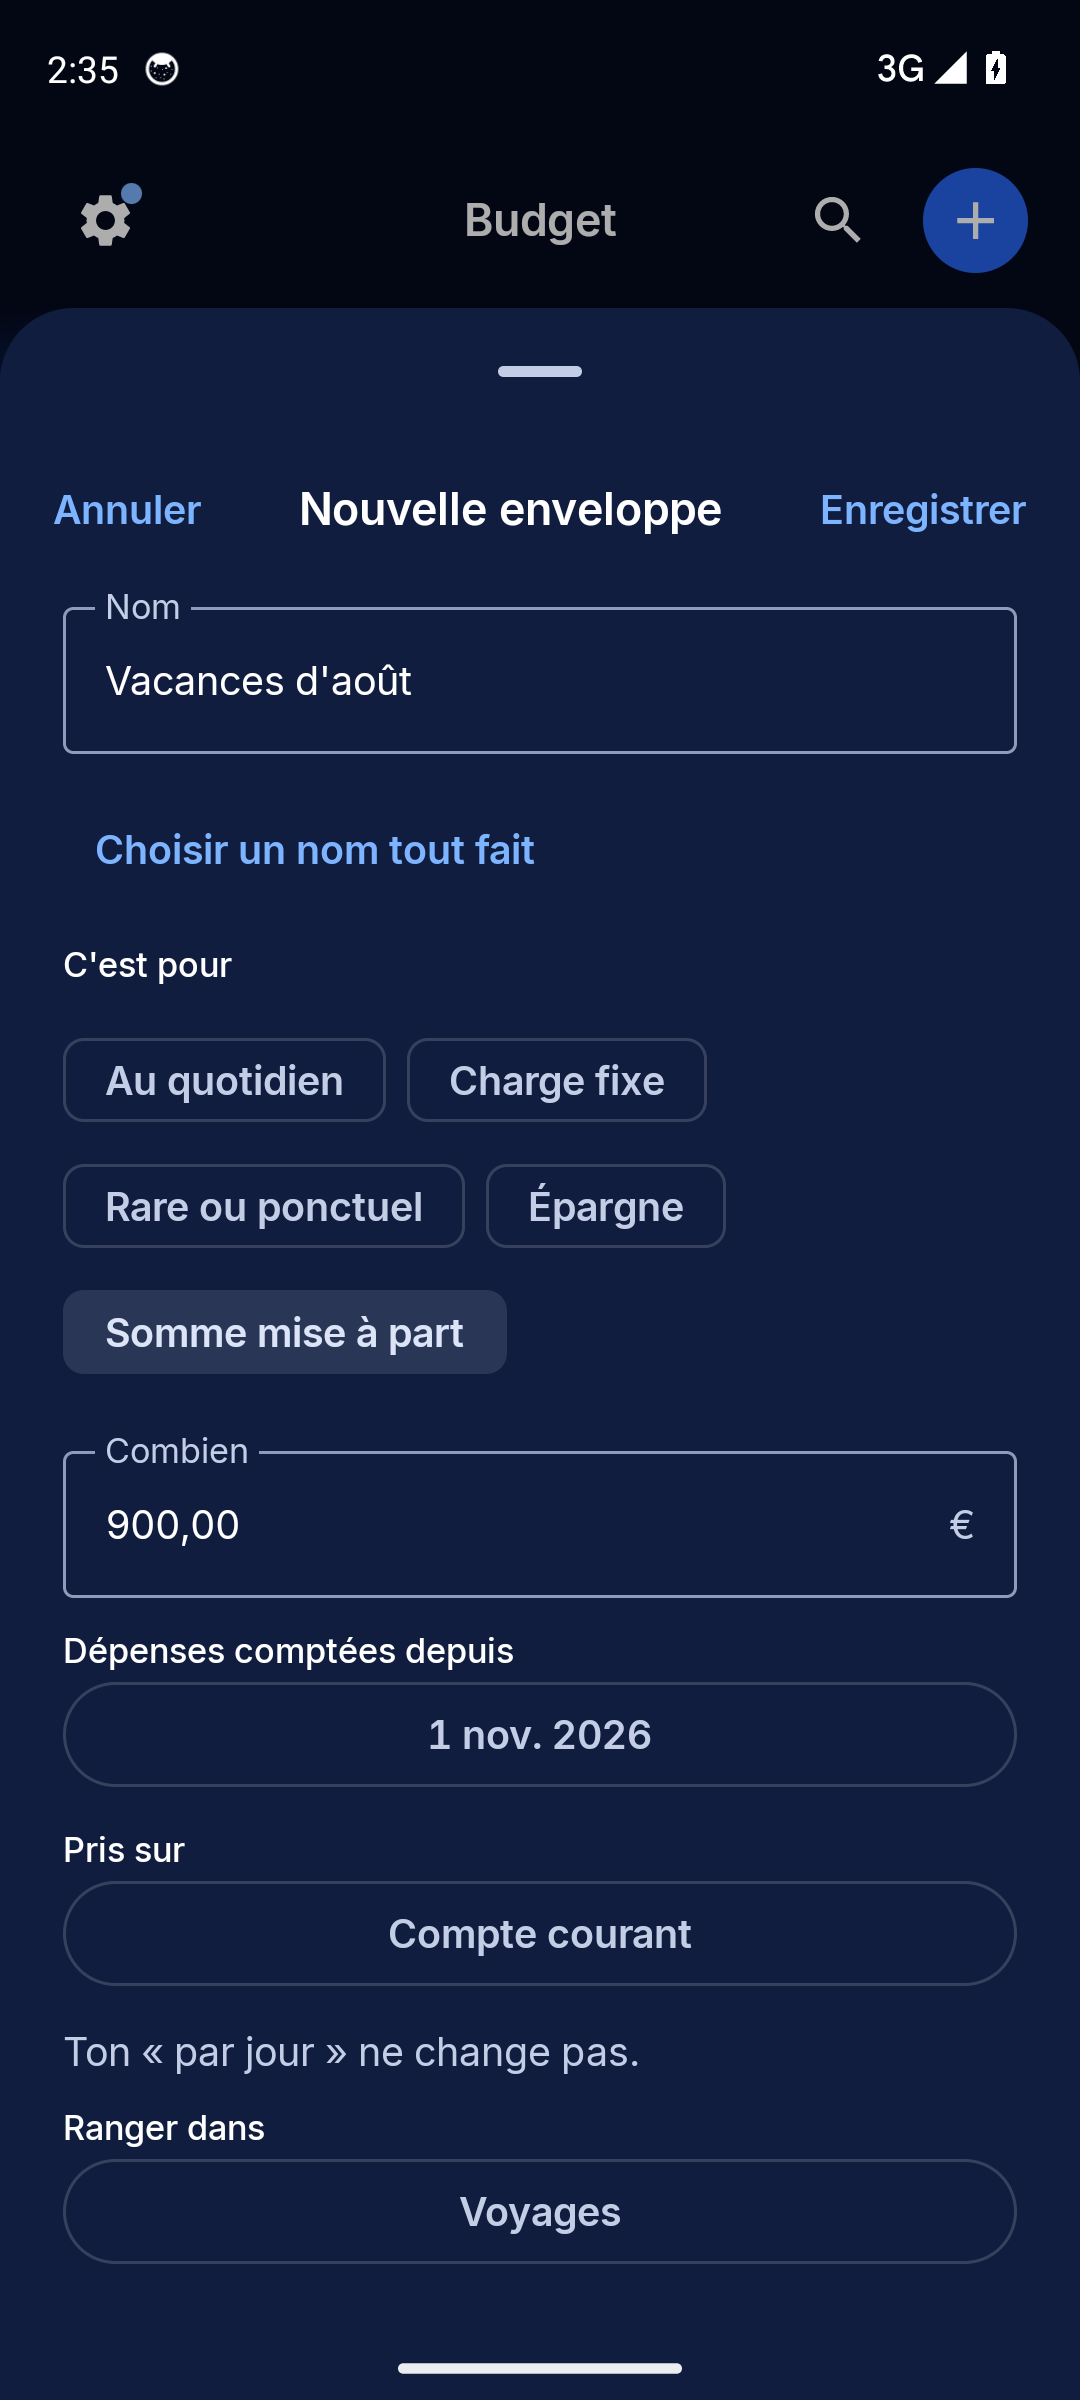 2:35
3G
Budget
Annuler
Nouvelle enveloppe
Enregistrer
Nom
Vacances d'août
Choisir un nom tout fait
C'est pour
Au quotidien
Charge fixe
Rare ou ponctuel
Épargne
Somme mise à part
Combien
900,00 €
Dépenses comptées depuis
1 nov. 2026
Pris sur
Compte courant
Ton « par jour » ne change pas.
Ranger dans
Voyages